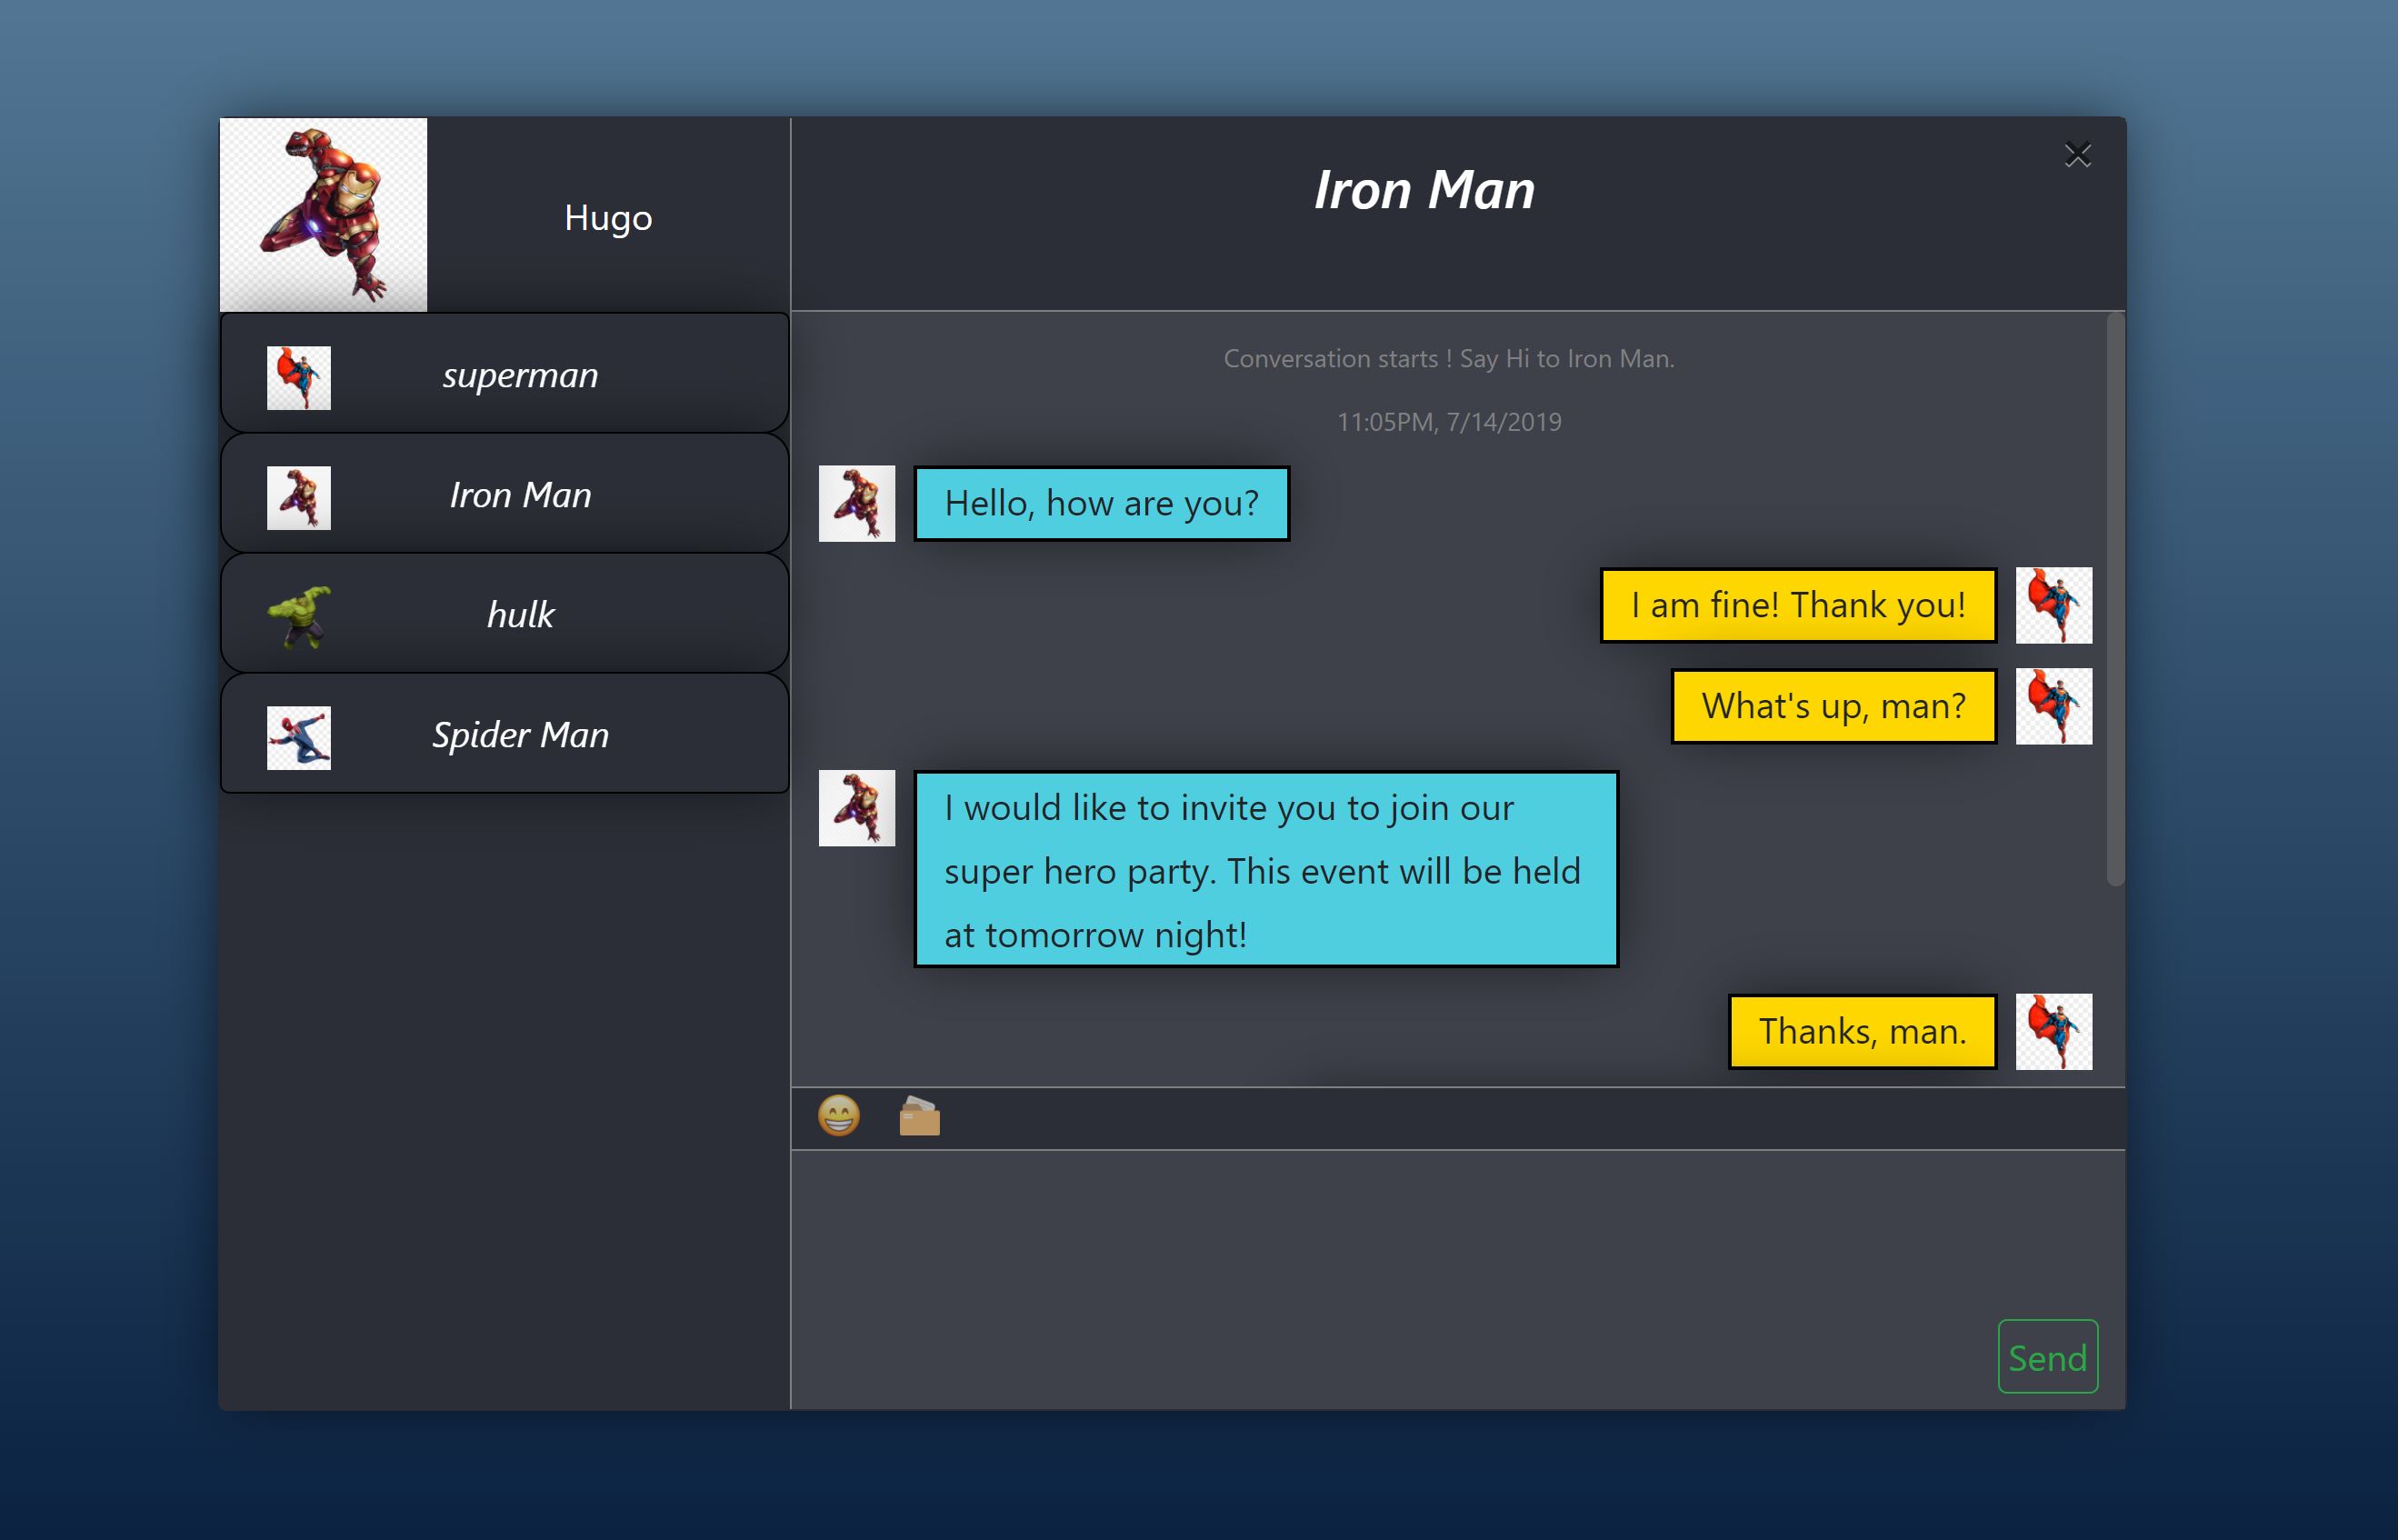 Hugo
superman
Iron Man
hulk
Spider Man
Iron Man
Conversation starts ! Say Hi to Iron Man.
11:05PM, 7/14/2019
Hello, how are you?
I am fine! Thank you!
What's up, man?
I would like to invite you to join our
super hero party. This event will be held
at tomorrow night!
Thanks, man.
Send